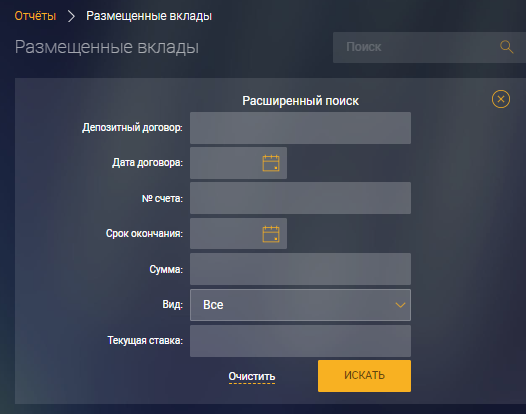 Отчёты > Размещенные вклады
Размещенные вклады
Поиск
Расширенный поиск
Депозитный договор:
Дата договора:
№ счета:
Срок окончания:
Сумма:
Вид: Все
Текущая ставка:
Очистить ИСКАТЬ